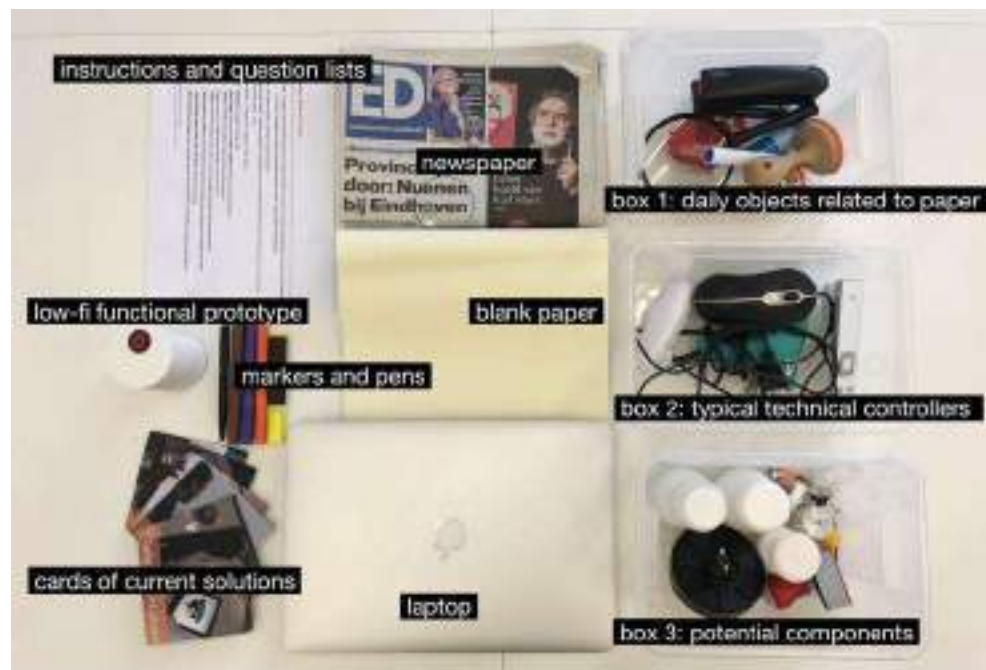 instructions and question lists
ED
newspaper
Provinc
door: Nuenen
bij Eindhoven
box 1: daily objects related to paper
low-fi functional prototype
blank paper
markers and pens
box 2: typical technical controllers
cards of current solutions
laptop
box 3: potential components